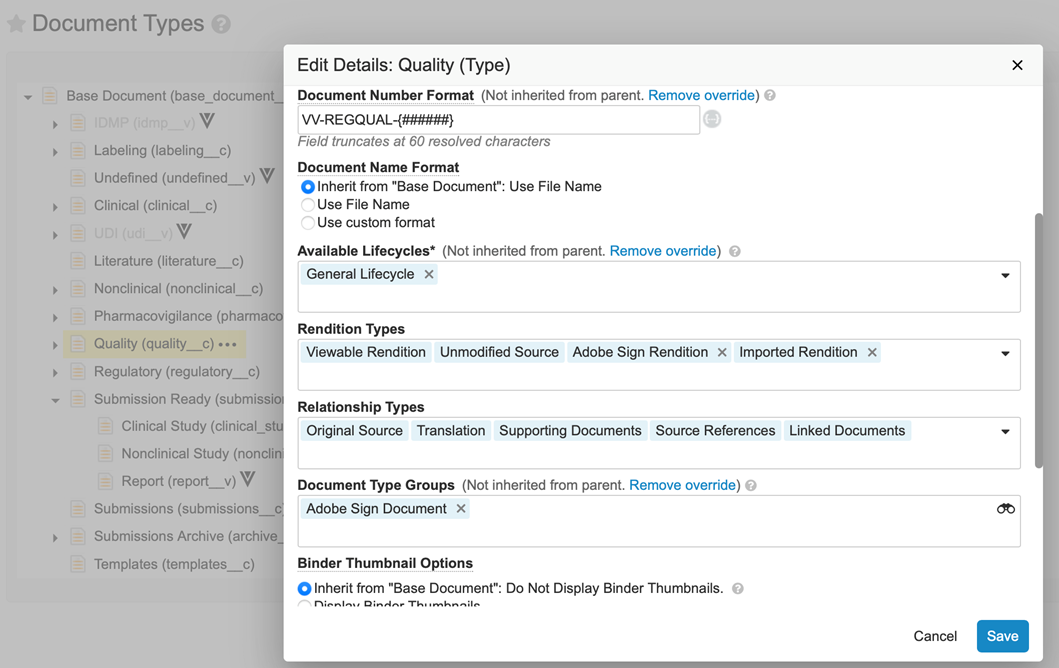 Document Types
Base Document (base_document_
IDMP (idmp__v)
Labeling (labeling__c)
Undefined (undefined__v)
Clinical (clinical__c)
UDI (udi__v)
Literature (literature__c)
Nonclinical (nonclinical__c)
Pharmacovigilance (pharmaco
Quality (quality__c)
Regulatory (regulatory__c)
Submission Ready (submission
Clinical Study (clinical_stu
Nonclinical Study (nonclin
Report (report__v)
Submissions (submissions__c
Submissions Archive (archive_
Templates (templates__c)
Edit Details: Quality (Type)
Document Number Format (Not inherited from parent. Remove override)
VV-REGQUAL-{######}
Field truncates at 60 resolved characters
Document Name Format
Inherit from "Base Document": Use File Name
Use File Name
Use custom format
Available Lifecycles* (Not inherited from parent. Remove override)
General Lifecycle
Rendition Types
Viewable Rendition Unmodified Source Adobe Sign Rendition Imported Rendition
Relationship Types
Original Source Translation Supporting Documents Source References Linked Documents
Document Type Groups (Not inherited from parent. Remove override)
Adobe Sign Document
Binder Thumbnail Options
Inherit from "Base Document": Do Not Display Binder Thumbnails.
Display Binder Thumbnails
Cancel Save